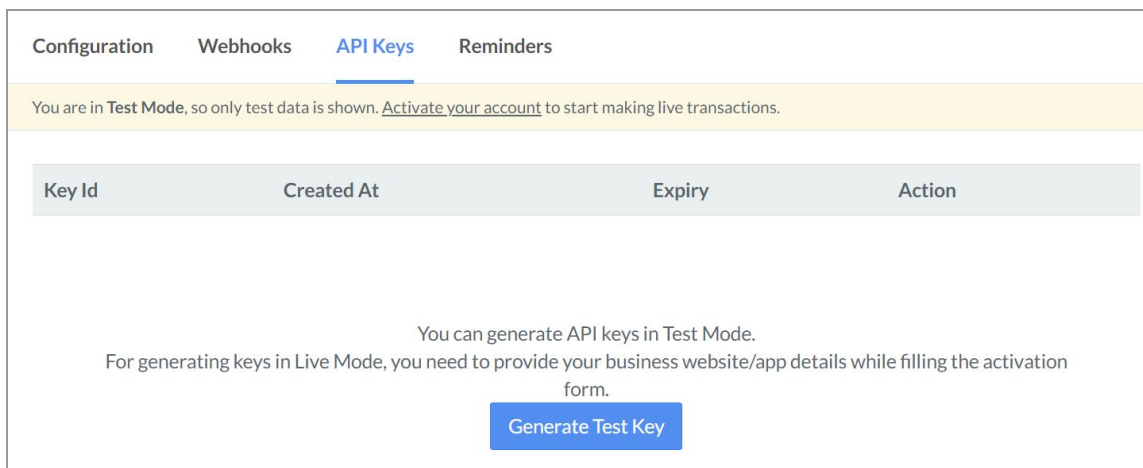 Configuration Webhooks API Keys Reminders
You are in Test Mode, so only test data is shown. Activate your account to start making live transactions.
Key Id Created At Expiry Action
You can generate API keys in Test Mode.
For generating keys in Live Mode, you need to provide your business website/app details while filling the activation
form.
Generate Test Key